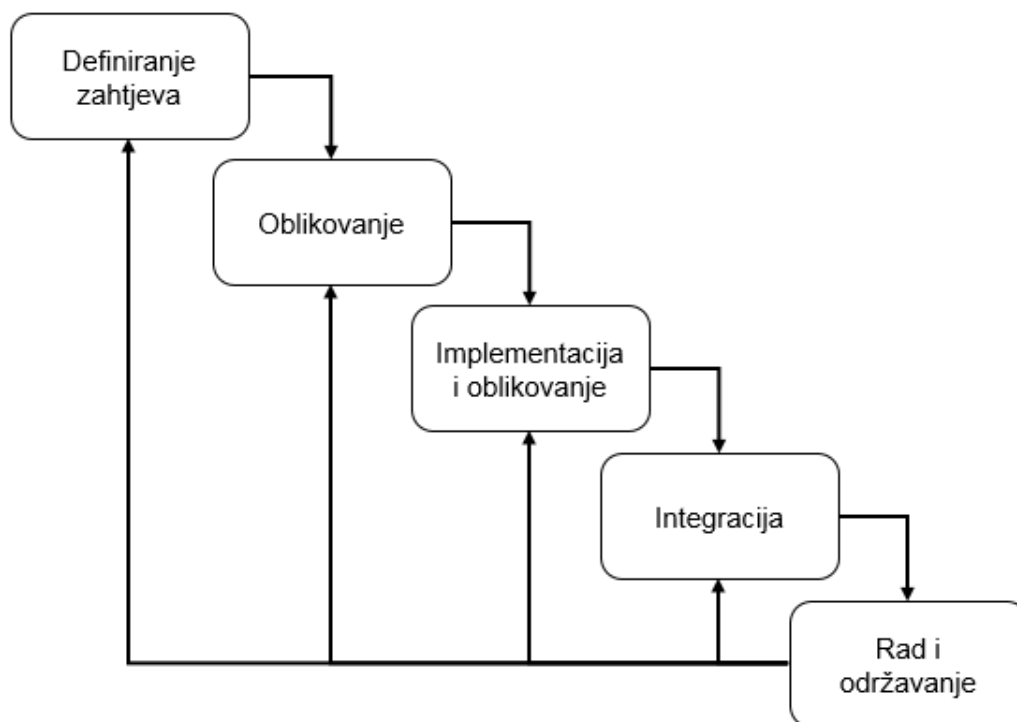 Definiranje
zahtjeva
Oblikovanje
Implementacija
i oblikovanje
Integracija
Rad i
održavanje